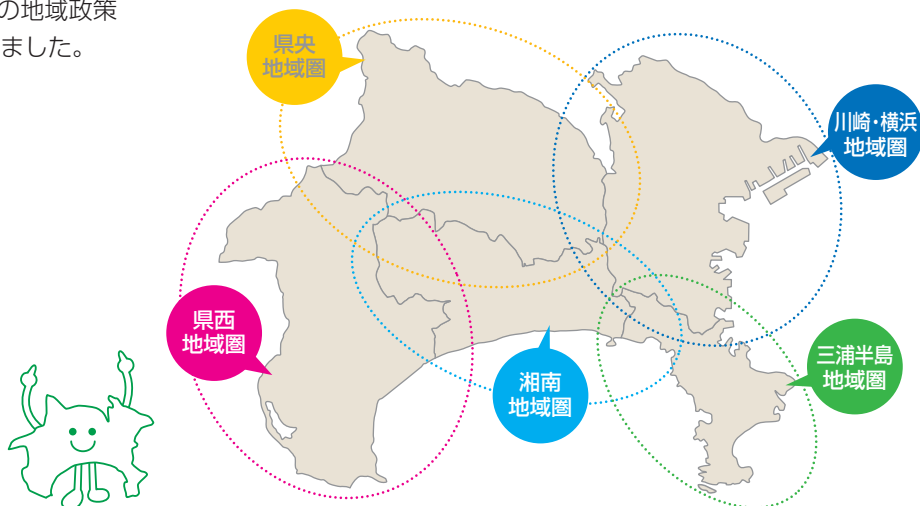 の地域政策
ました。
県央
地域圏
川崎・横浜
地域圏
県西
地域圏
湘南
地域圏
三浦半島
地域圏